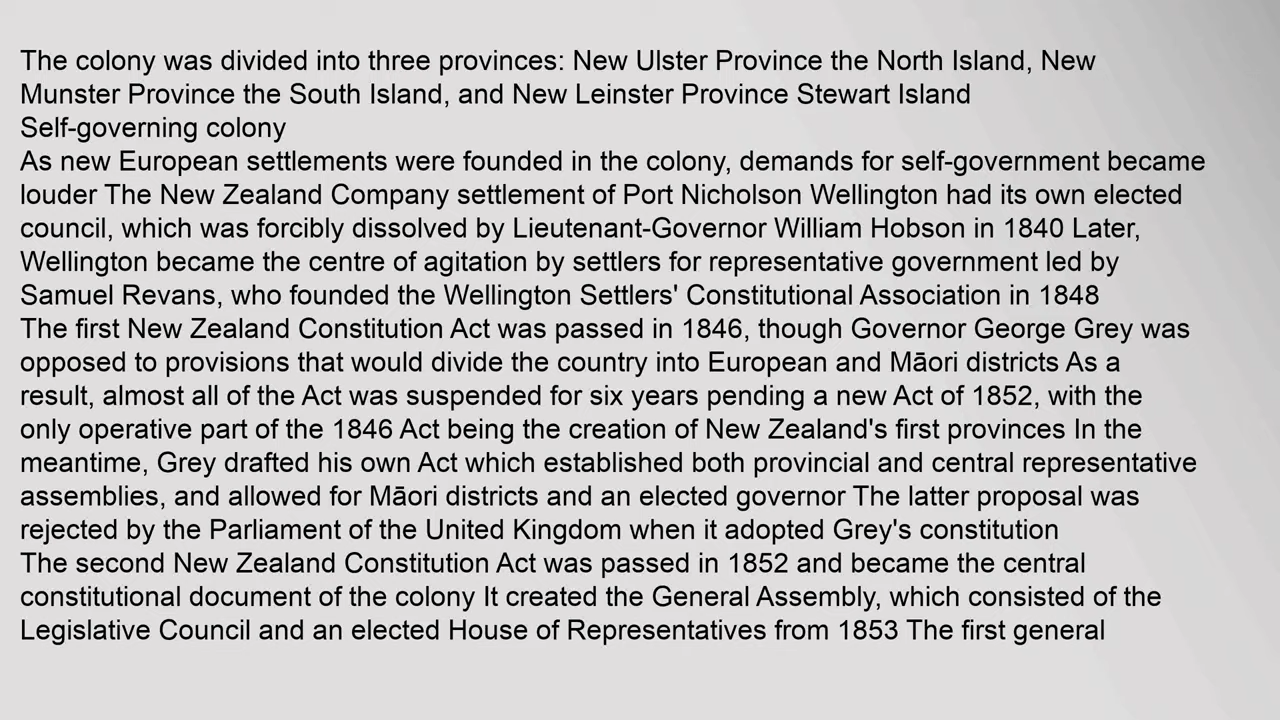 The colony was divided into three provinces: New Ulster Province the North Island, New
Munster Province the South Island, and New Leinster Province Stewart Island
Self-governing colony
As new European settlements were founded in the colony, demands for self-government became
louder The New Zealand Company settlement of Port Nicholson Wellington had its own elected
council, which was forcibly dissolved by Lieutenant-Governor William Hobson in 1840 Later,
Wellington became the centre of agitation by settlers for representative government led by
Samuel Revans, who founded the Wellington Settlers' Constitutional Association in 1848
The first New Zealand Constitution Act was passed in 1846, though Governor George Grey was
opposed to provisions that would divide the country into European and Māori districts As a
result, almost all of the Act was suspended for six years pending a new Act of 1852, with the
only operative part of the 1846 Act being the creation of New Zealand's first provinces In the
meantime, Grey drafted his own Act which established both provincial and central representative
assemblies, and allowed for Māori districts and an elected governor The latter proposal was
rejected by the Parliament of the United Kingdom when it adopted Grey's constitution
The second New Zealand Constitution Act was passed in 1852 and became the central
constitutional document of the colony It created the General Assembly, which consisted of the
Legislative Council and an elected House of Representatives from 1853 The first general